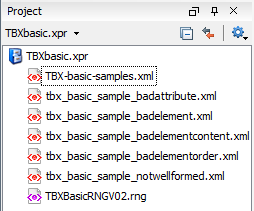 Project
TBXbasic.xpr
TBXbasic.xpr
TBX-basic-samples.xml
tbx_basic_sample_badattribute.xml
tbx_basic_sample_badelement.xml
tbx_basic_sample_badelementcontent.xml
tbx_basic_sample_badelementorder.xml
tbx_basic_sample_notwellformed.xml
TBXBasicRNGV02.rng